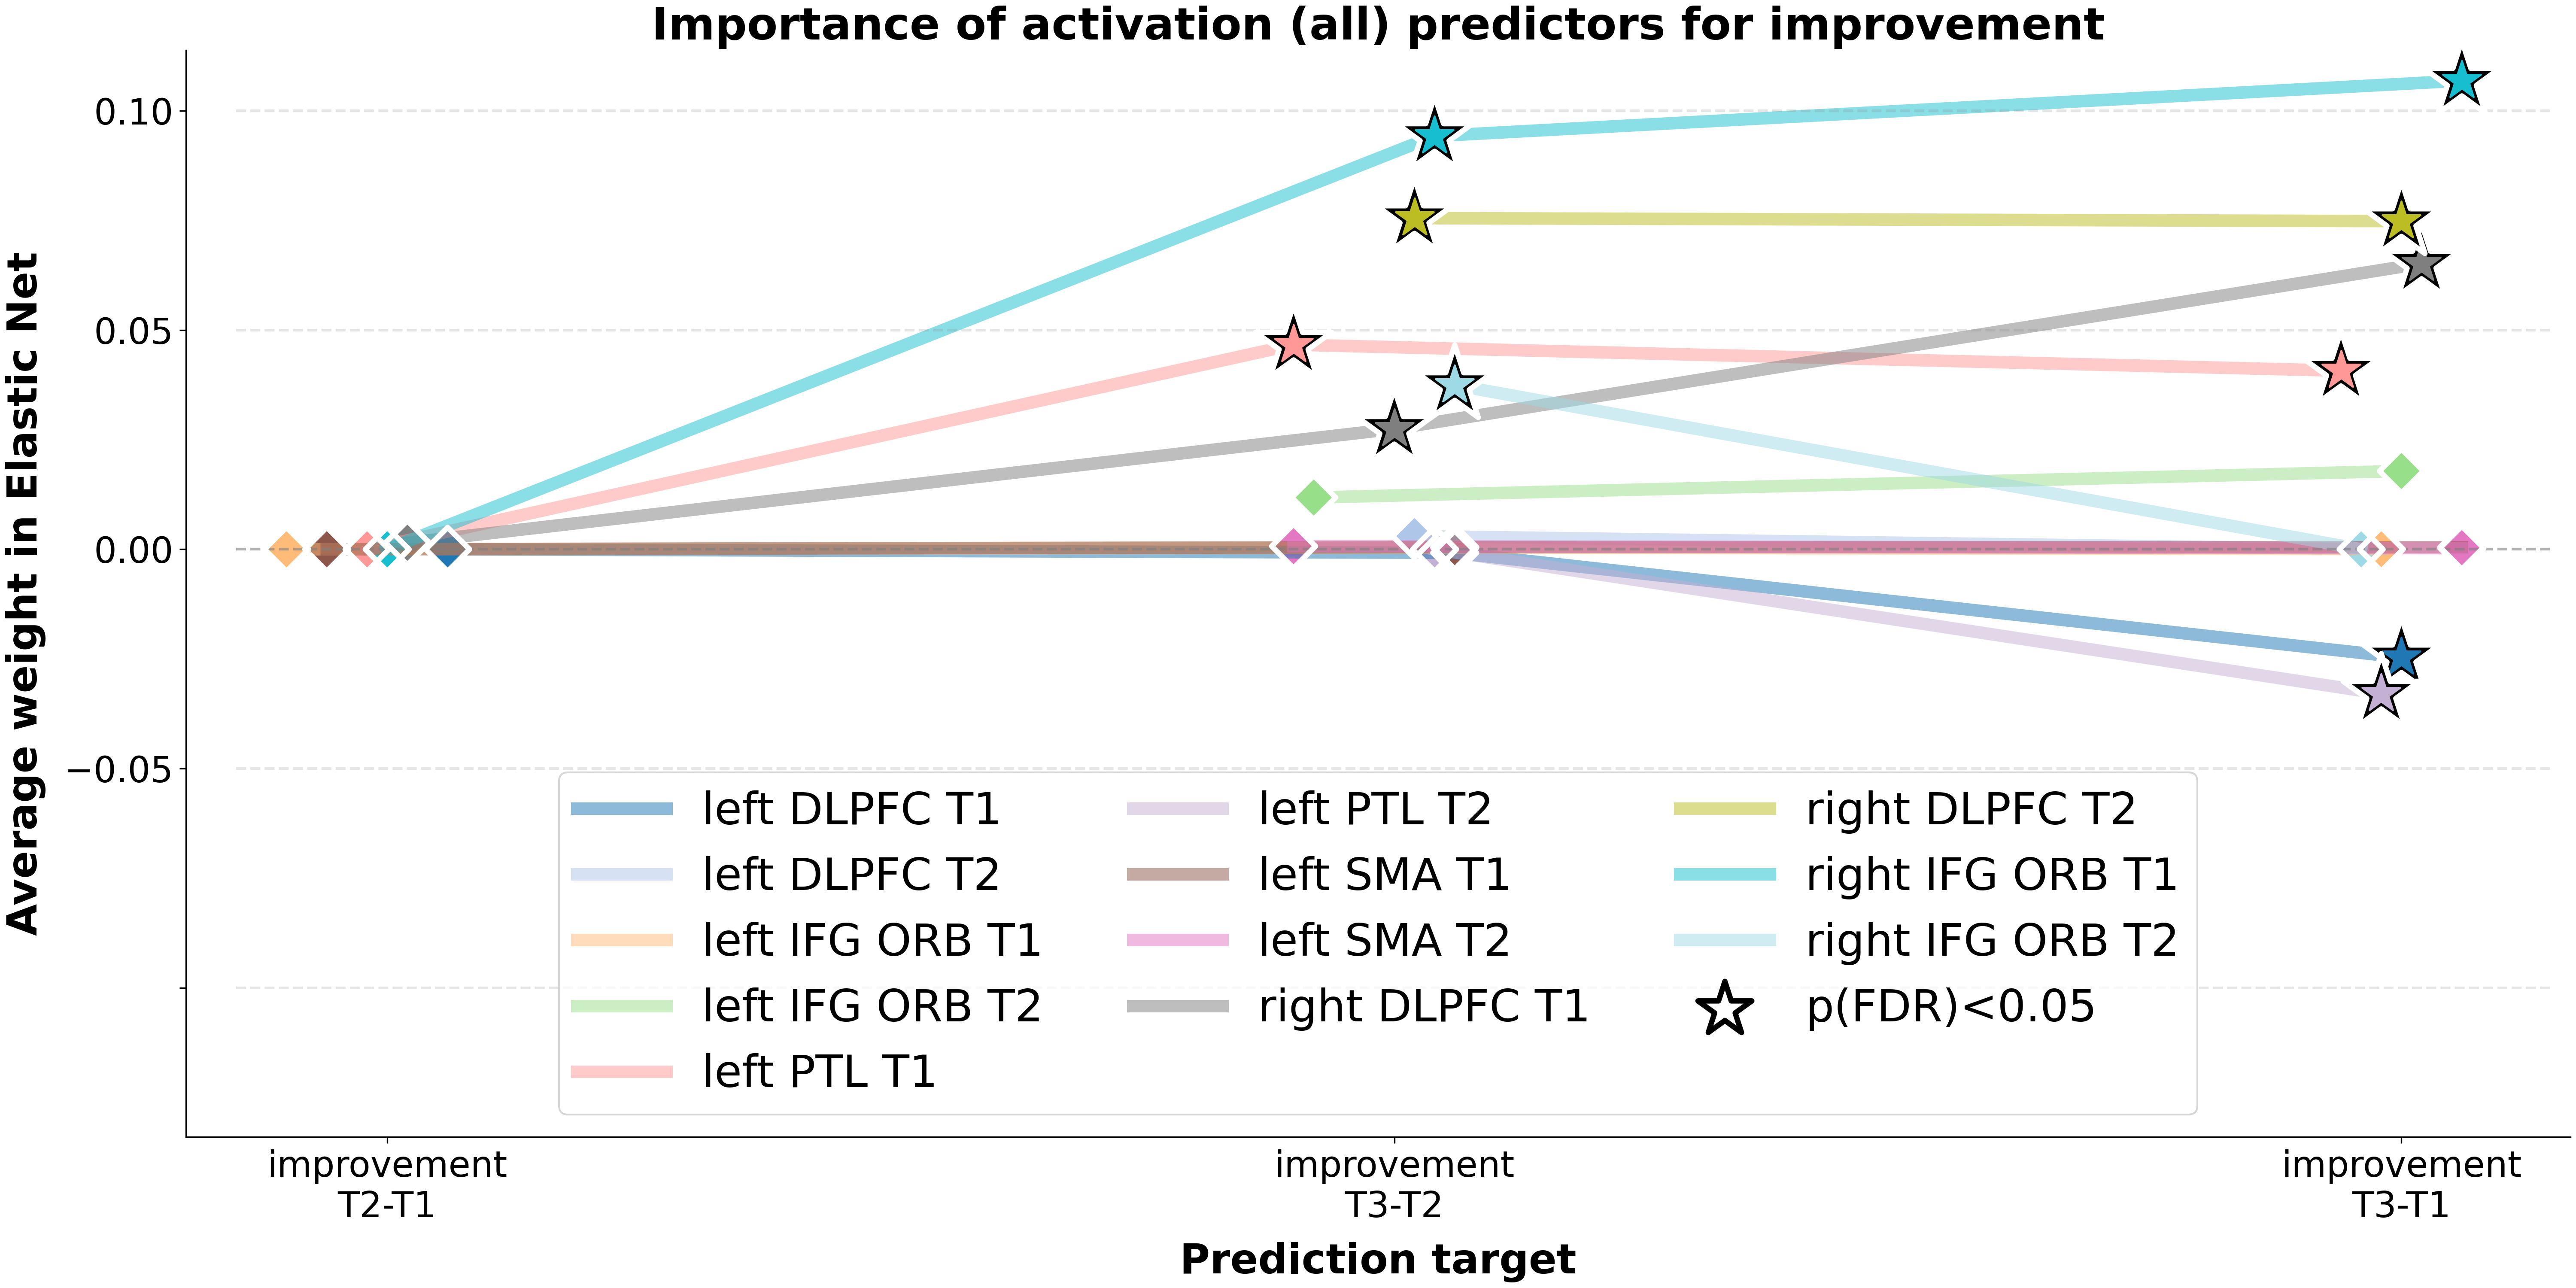 Importance of activation (all) predictors for improvement
Average weight in Elastic Net
0.10
0.05
0.00
−0.05
left DLPFC T1
left DLPFC T2
left IFG ORB T1
left IFG ORB T2
left PTL T1
left PTL T2
left SMA T1
left SMA T2
right DLPFC T1
right DLPFC T2
right IFG ORB T1
right IFG ORB T2
p(FDR)<0.05
improvement
T2-T1
improvement
T3-T2
improvement
T3-T1
Prediction target